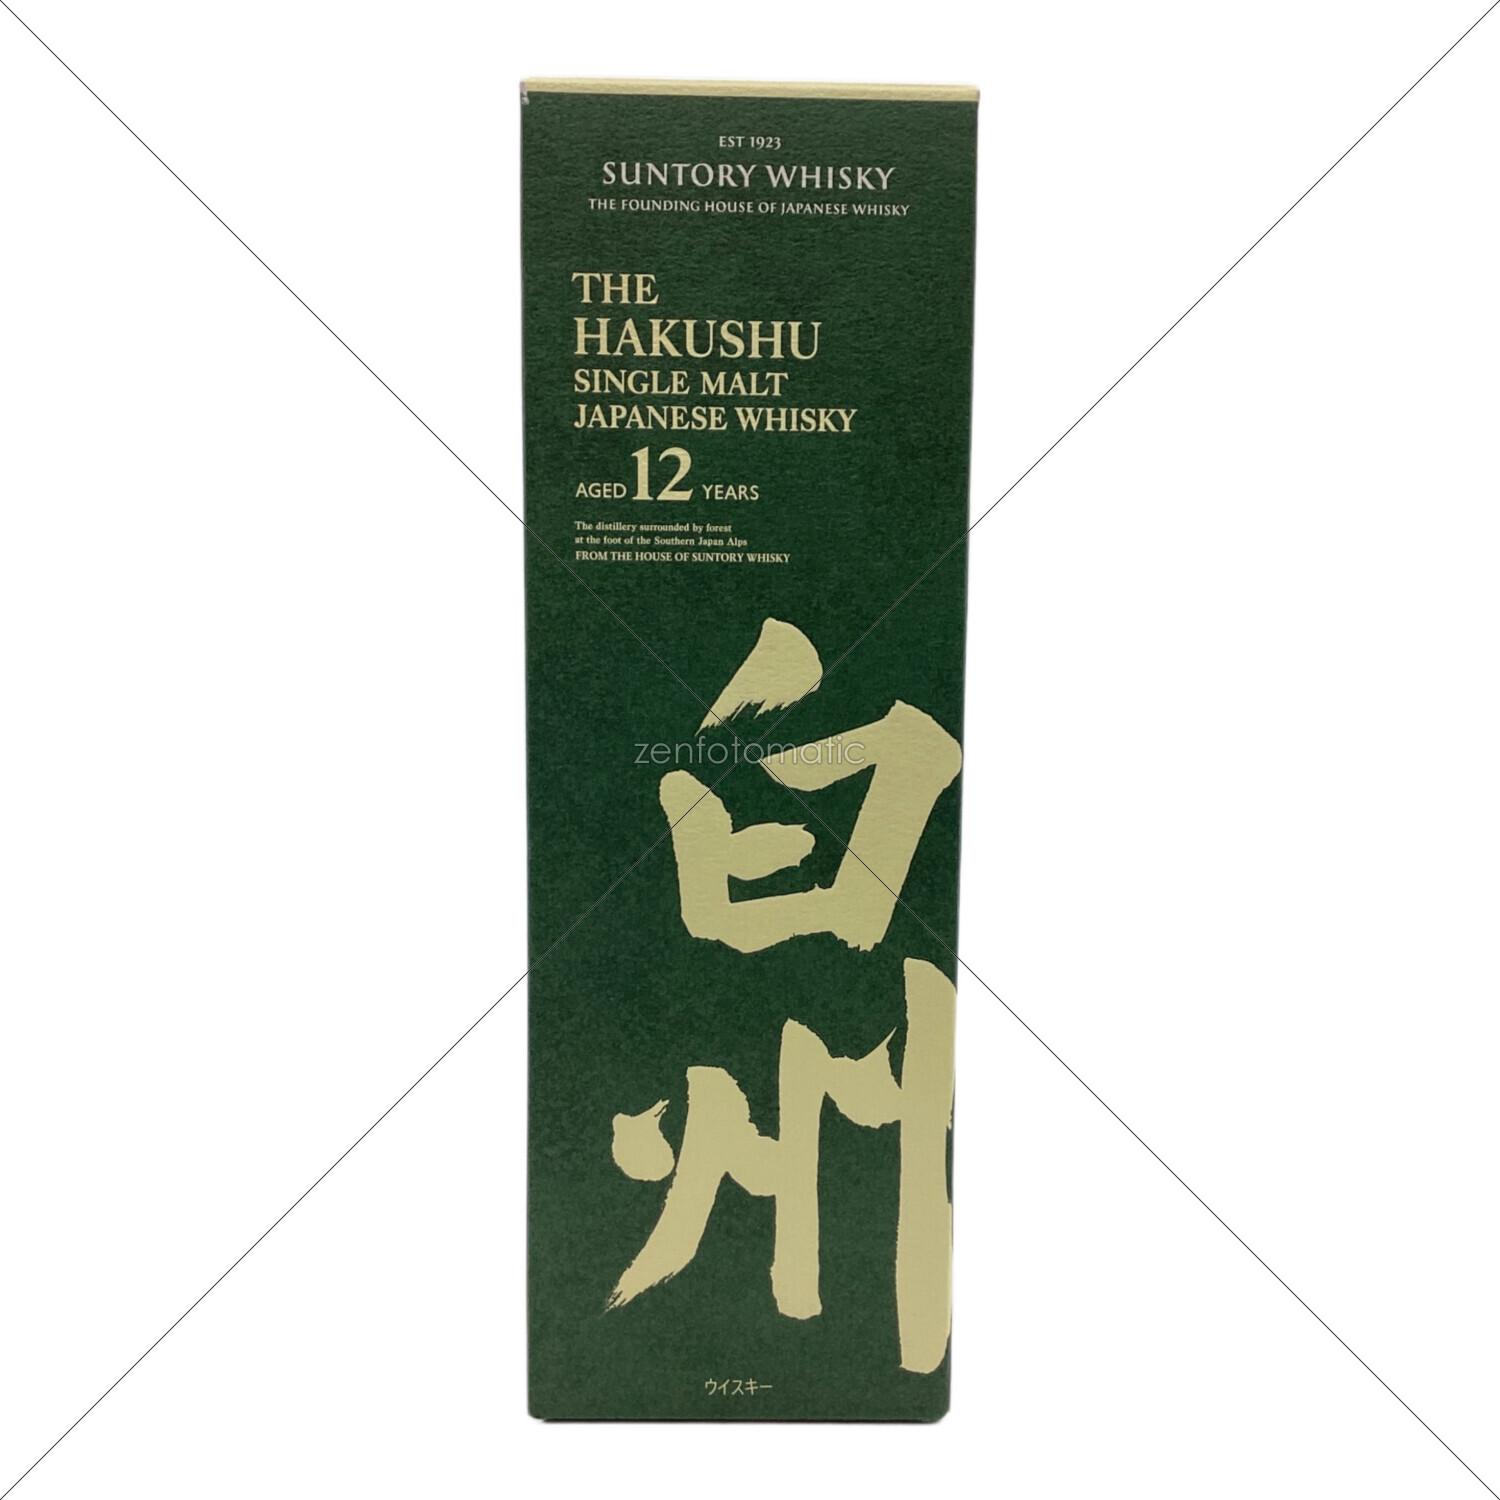 EST 1923
SUNTORY WHISKY
THE FOUNDING HOUSE OF JAPANESE WHISKY
THE
HAKUSHU
SINGLE MALT
JAPANESE WHISKY
AGED 12 YEARS
The distillery surrounded by forest
at the foot of the Southern Japan Alps
FROM THE HOUSE OF SUNTORY WHISKY
白
州
zenfotomatic
ウイスキー